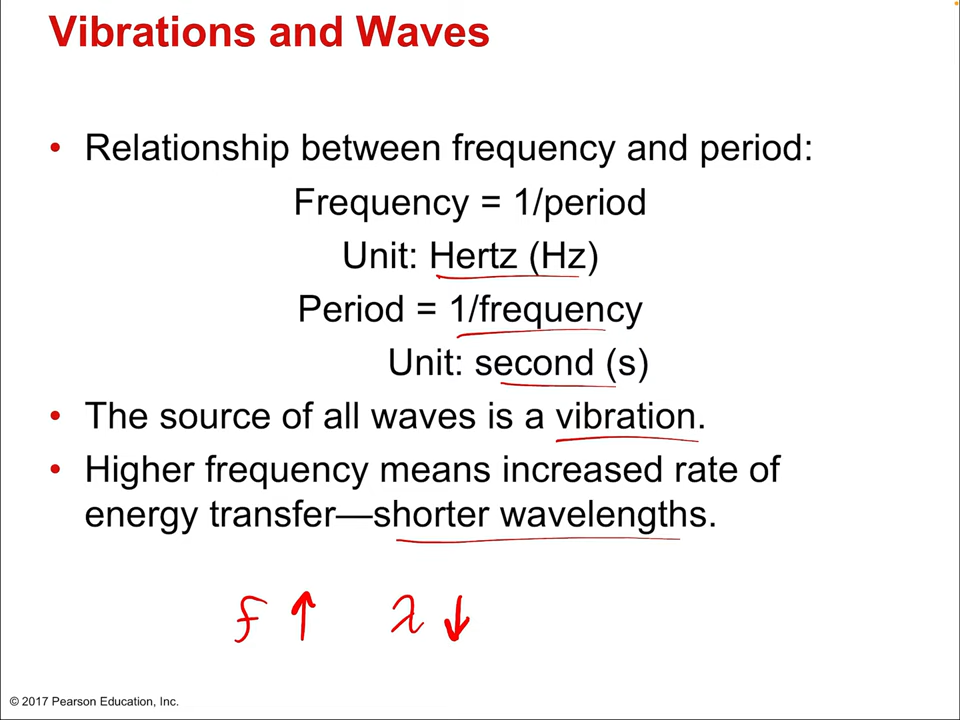 Vibrations and Waves
• Relationship between frequency and period:
Frequency = 1/period
Unit: Hertz (Hz)
Period = 1/frequency
Unit: second (s)
• The source of all waves is a vibration.
• Higher frequency means increased rate of
energy transfer—shorter wavelengths.
f ↑ λ ↓
© 2017 Pearson Education, Inc.